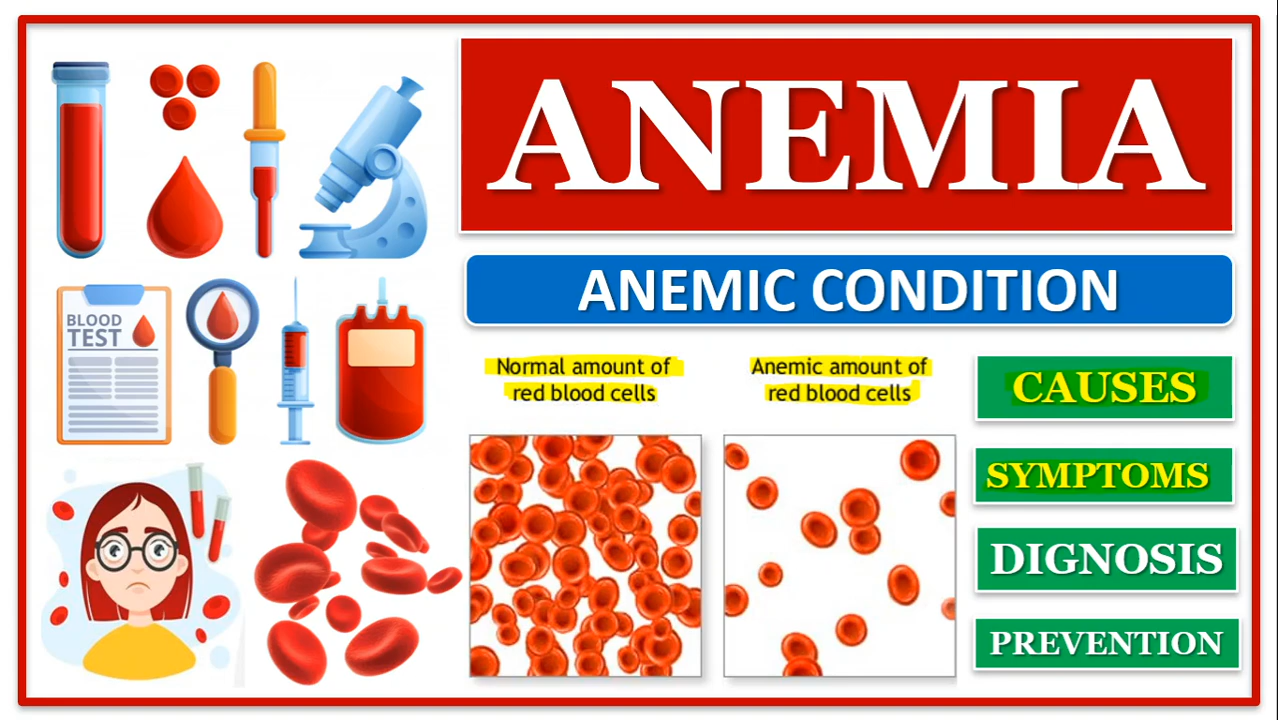 ANEMIA
ANEMIC CONDITION
BLOOD
TEST
Normal amount of
red blood cells
Anemic amount of
red blood cells
CAUSES
SYMPTOMS
DIGNOSIS
PREVENTION